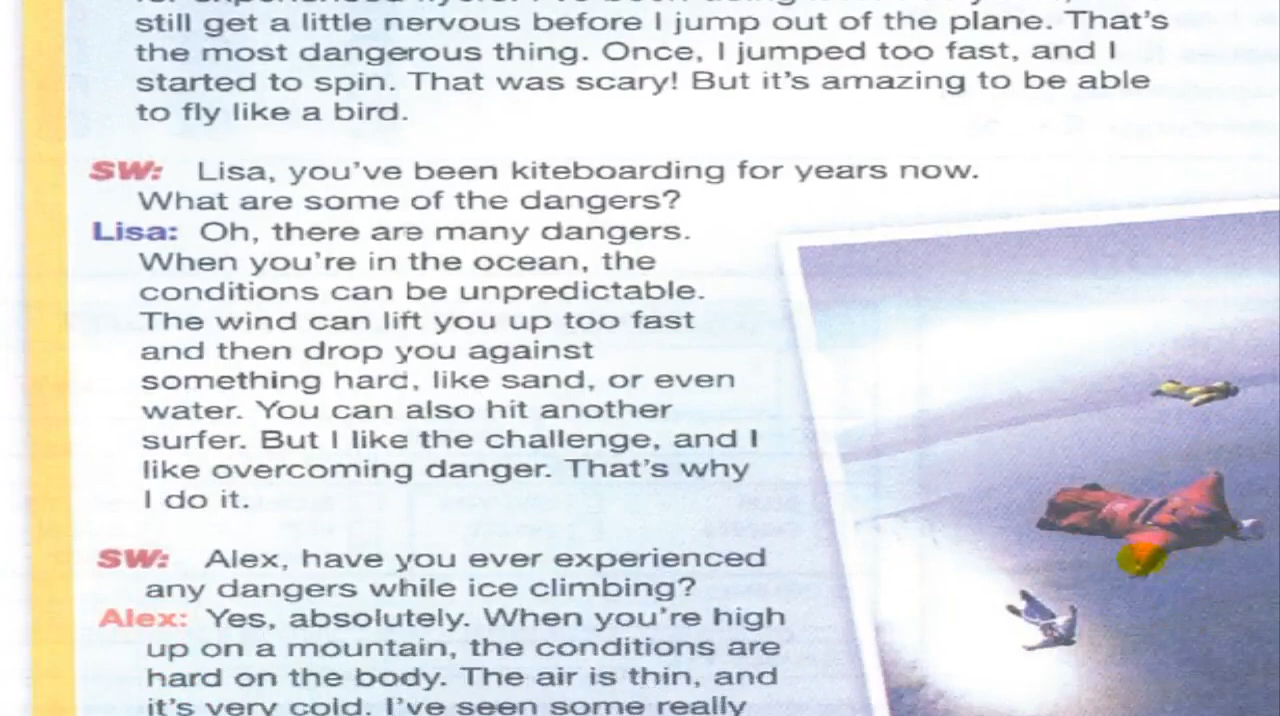 still get a little nervous before I jump out of the plane. That's
the most dangerous thing. Once, I jumped too fast, and I
started to spin. That was scary! But it's amazing to be able
to fly like a bird.
SW: Lisa, you've been kiteboarding for years now.
What are some of the dangers?
Lisa: Oh, there are many dangers.
When you're in the ocean, the
conditions can be unpredictable.
The wind can lift you up too fast
and then drop you against
something hard, like sand, or even
water. You can also hit another
surfer. But I like the challenge, and I
like overcoming danger. That's why
I do it.
SW: Alex, have you ever experienced
any dangers while ice climbing?
Alex: Yes, absolutely. When you're high
up on a mountain, the conditions are
hard on the body. The air is thin, and
it's very cold. I've seen some really